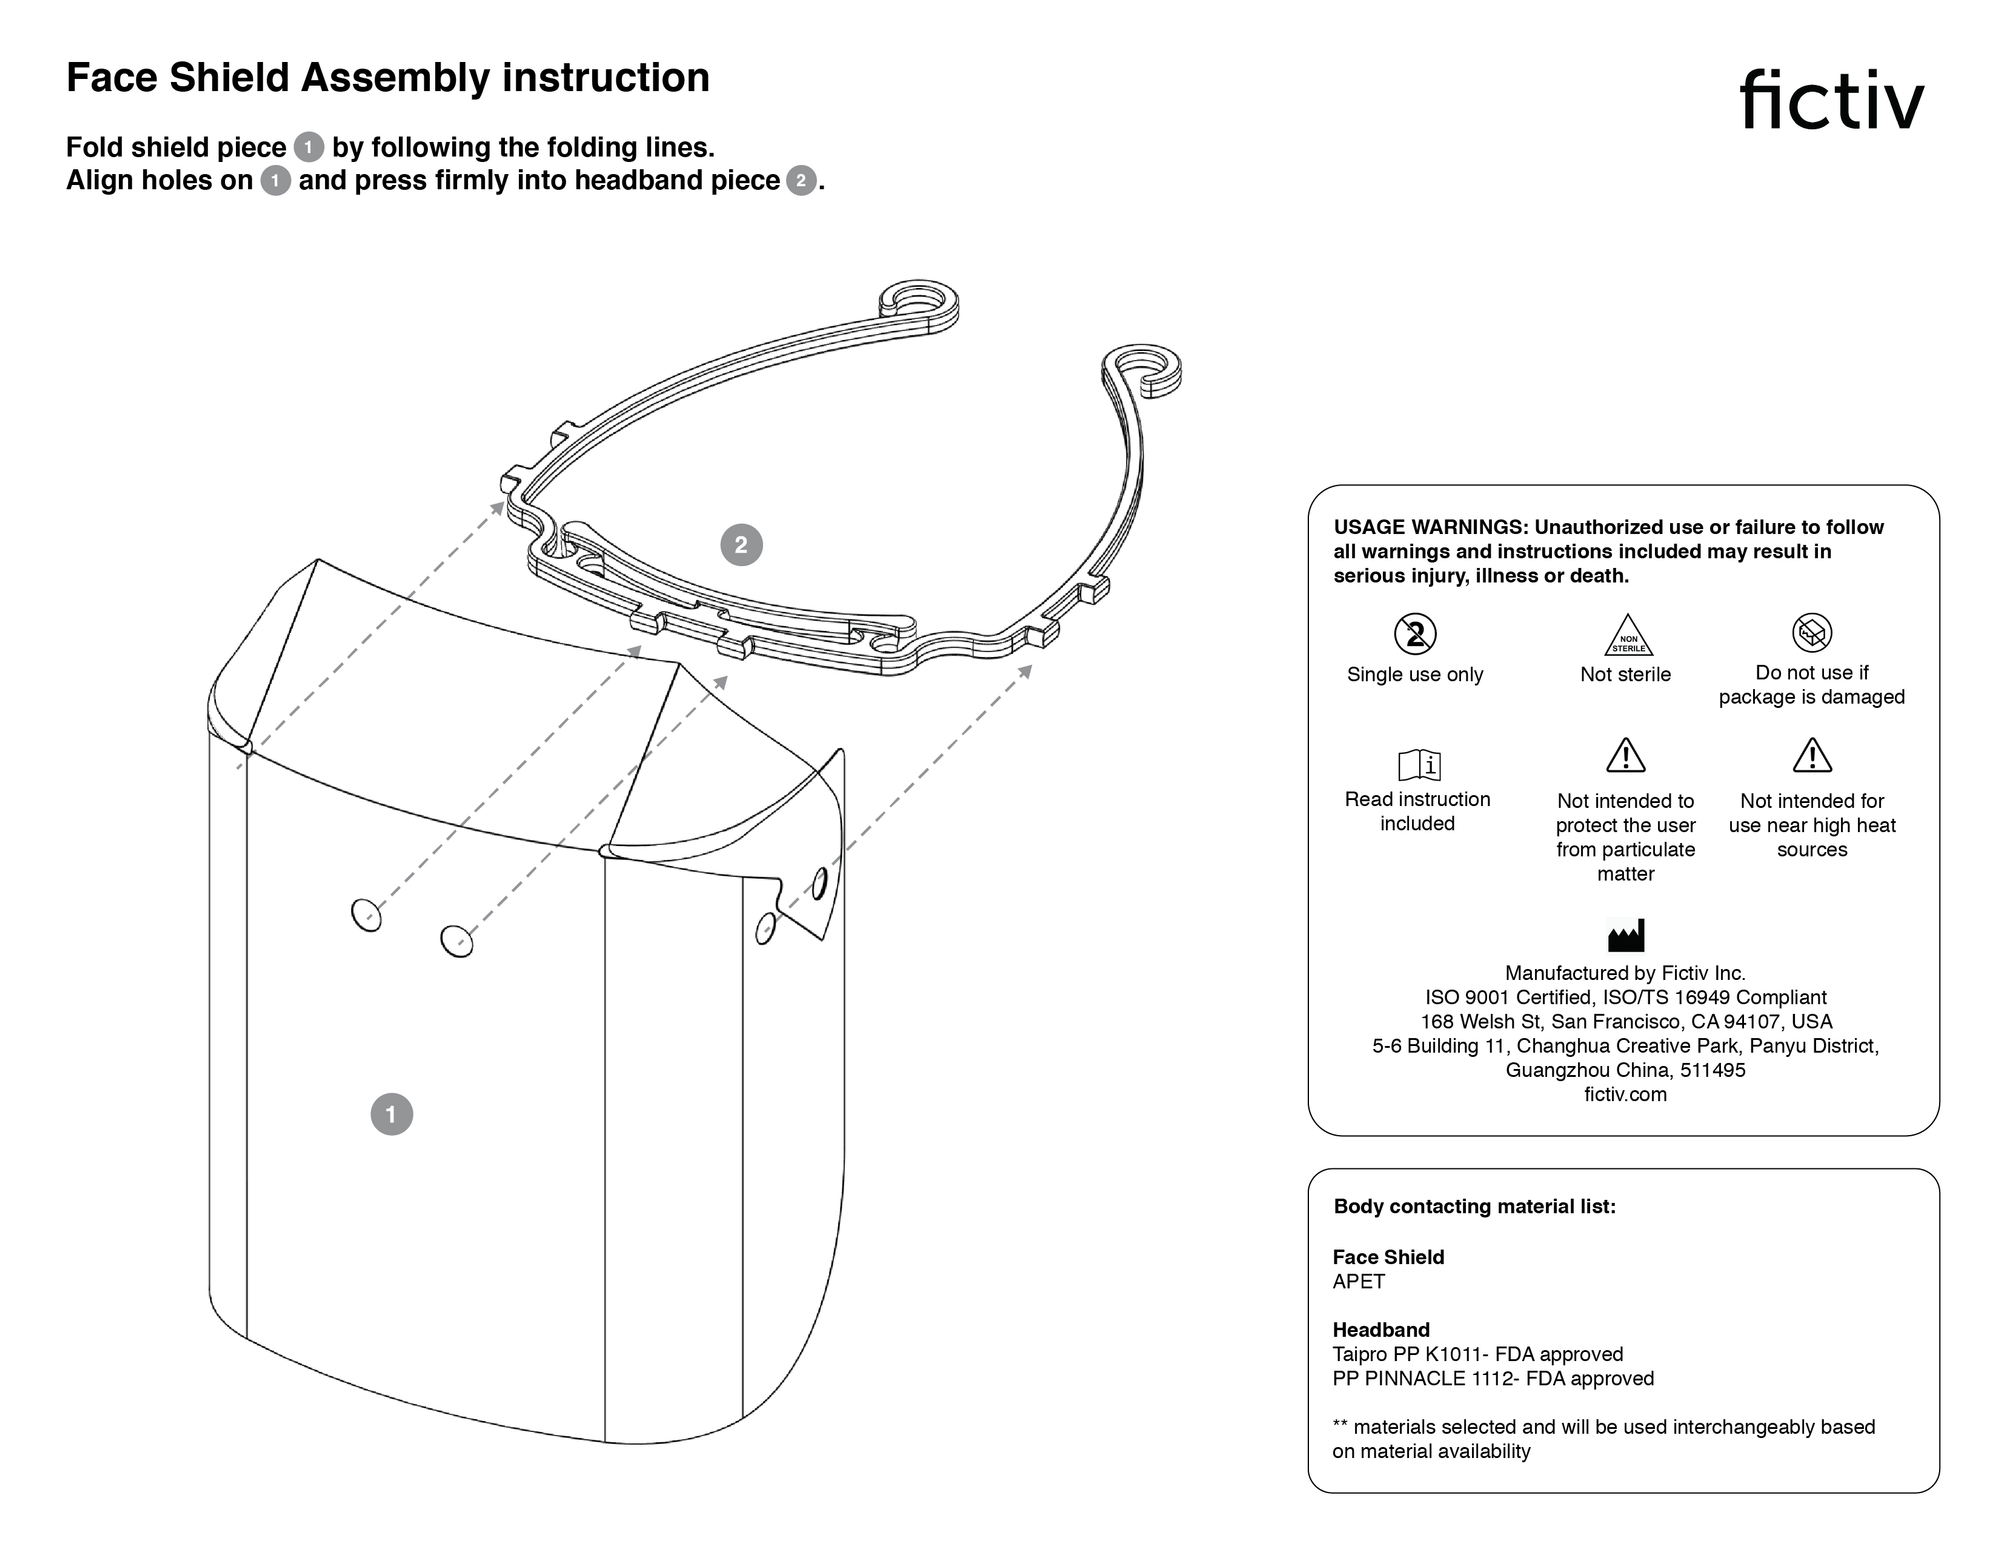 Face Shield Assembly instruction
fictiv
Fold shield piece 1 by following the folding lines.
Align holes on 1 and press firmly into headband piece 2.
2
1
USAGE WARNINGS: Unauthorized use or failure to follow
all warnings and instructions included may result in
serious injury, illness or death.
2
Single use only
NON
STERILE
Not sterile
Do not use if
package is damaged
i
Read instruction
included
!
Not intended to
protect the user
from particulate
matter
!
Not intended for
use near high heat
sources
Manufactured by Fictiv Inc.
ISO 9001 Certified, ISO/TS 16949 Compliant
168 Welsh St, San Francisco, CA 94107, USA
5-6 Building 11, Changhua Creative Park, Panyu District,
Guangzhou China, 511495
fictiv.com
Body contacting material list:
Face Shield
APET
Headband
Taipro PP K1011- FDA approved
PP PINNACLE 1112- FDA approved
** materials selected and will be used interchangeably based
on material availability